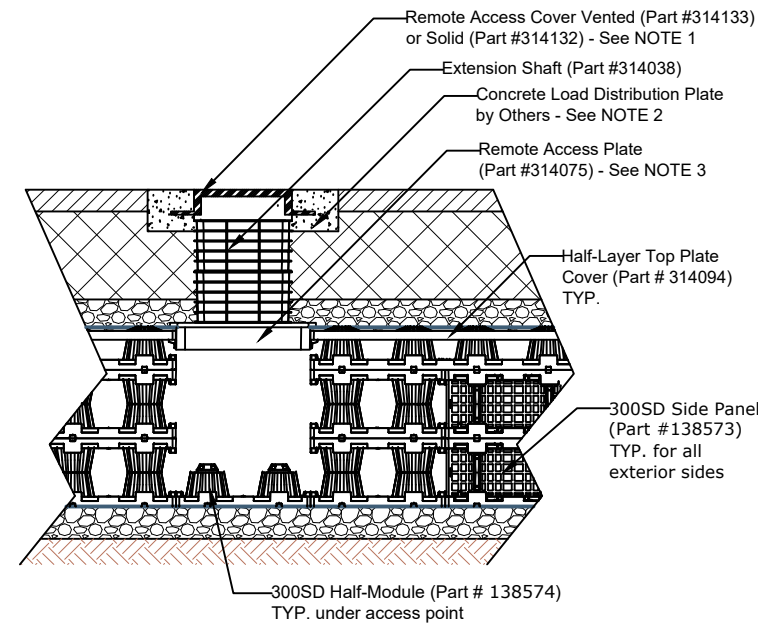 Remote Access Cover Vented (Part #314133)
or Solid (Part #314132) - See NOTE 1
Extension Shaft (Part #314038)
Concrete Load Distribution Plate
by Others - See NOTE 2
Remote Access Plate
(Part #314075) - See NOTE 3
Half-Layer Top Plate
Cover (Part # 314094)
TYP.
300SD Side Panel
(Part #138573)
TYP. for all
exterior sides
300SD Half-Module (Part # 138574)
TYP. under access point